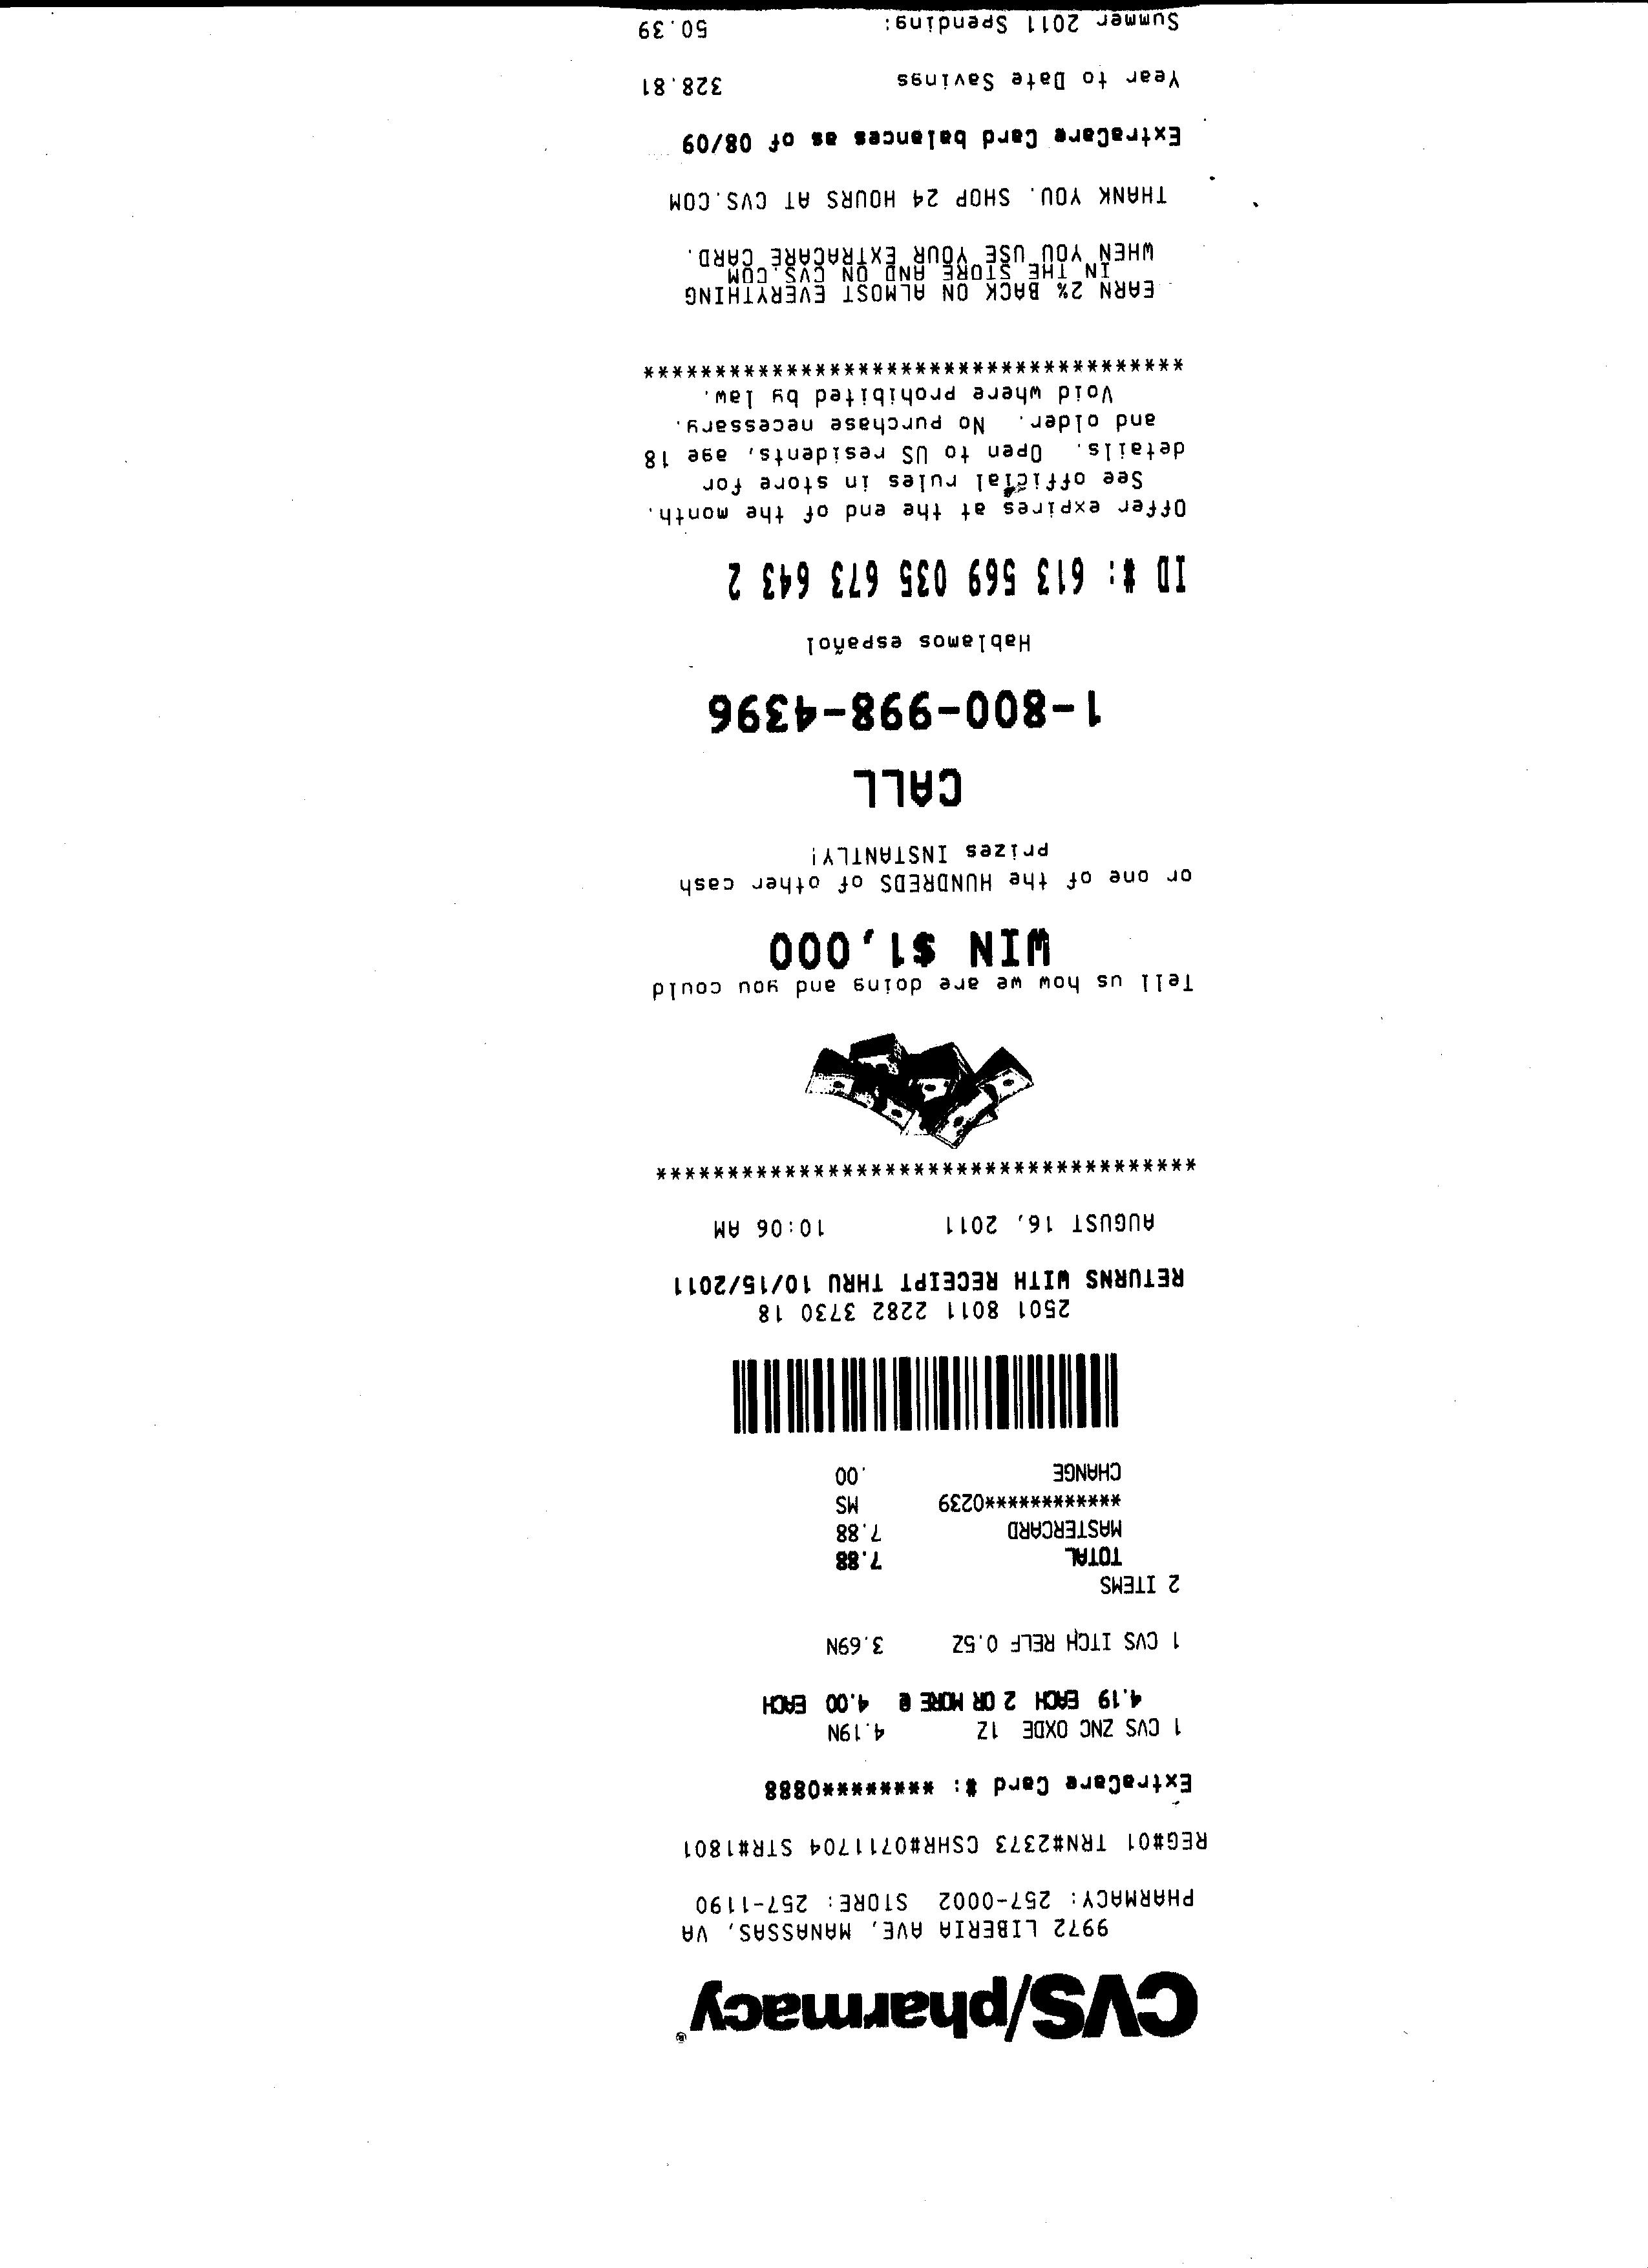 CVS/pharmacy®
9972 LIBERIA AVE, MANASSAS, VA
PHARMACY: 257-0002 STORE: 257-1190
REG#01 TRN#2373 CSHR#0711704 STR#1801
ExtraCare Card #: ********0888
1 CVS ZNC OXDE 1Z 4.19N
4.19 EACH 2 OR MORE @ 4.00 EACH
1 CVS ITCH RELF 0.5Z 3.69N
2 ITEMS
TOTAL 7.88
MASTERCARD 7.88
************0239 MS
CHANGE .00
2501 8011 2282 3730 18
RETURNS WITH RECEIPT THRU 10/15/2011
AUGUST 16, 2011 10:06 AM
**************************************
Tell us how we are doing and you could
WIN $1,000
or one of the HUNDREDS of other cash
prizes INSTANTLY!
CALL
1-800-998-4396
Hablamos español
ID #: 613 569 035 673 643 2
Offer expires at the end of the month.
See official rules in store for
details. Open to US residents, age 18
and older. No purchase necessary.
Void where prohibited by law.
**************************************
EARN 2% BACK ON ALMOST EVERYTHING
IN THE STORE AND ON CVS.COM
WHEN YOU USE YOUR EXTRACARE CARD.
THANK YOU. SHOP 24 HOURS AT CVS.COM
ExtraCare Card balances as of 08/09
Year to Date Savings 328.81
Summer 2011 Spending: 50.39